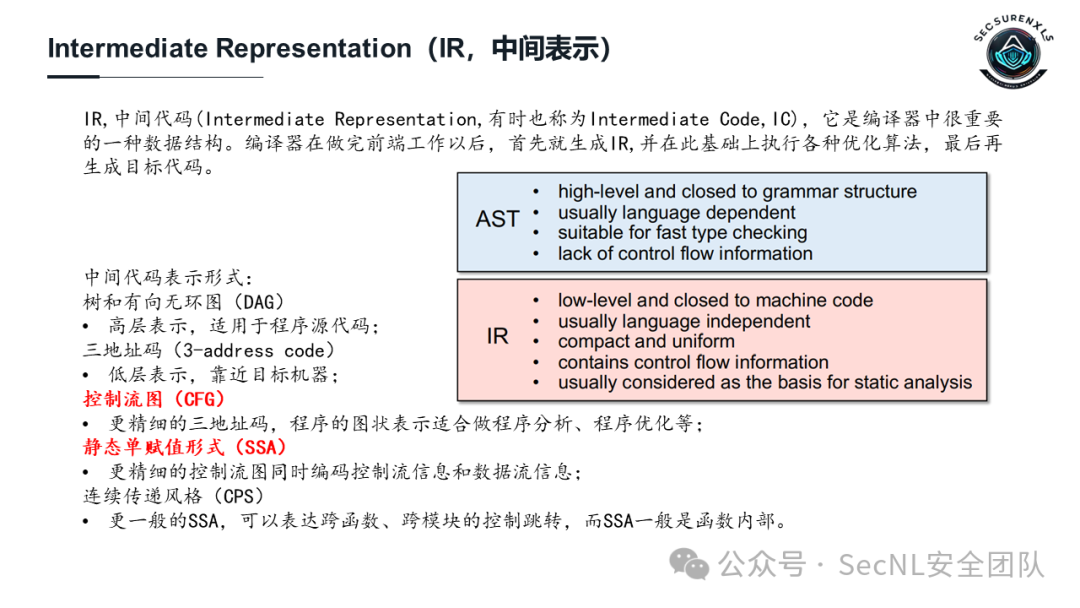 Intermediate Representation（IR，中间表示）
SECSURENXLS
IR,中间代码(Intermediate Representation,有时也称为Intermediate Code,IC)，它是编译器中很重要
的一种数据结构。编译器在做完前端工作以后，首先就生成IR,并在此基础上执行各种优化算法，最后再
生成目标代码。
AST
• high-level and closed to grammar structure
• usually language dependent
• suitable for fast type checking
• lack of control flow information
IR
• low-level and closed to machine code
• usually language independent
• compact and uniform
• contains control flow information
• usually considered as the basis for static analysis
中间代码表示形式：
树和有向无环图（DAG）
• 高层表示，适用于程序源代码；
三地址码（3-address code）
• 低层表示，靠近目标机器；
控制流图（CFG）
• 更精细的三地址码，程序的图状表示适合做程序分析、程序优化等；
静态单赋值形式（SSA）
• 更精细的控制流图同时编码控制流信息和数据流信息；
连续传递风格（CPS）
• 更一般的SSA，可以表达跨函数、跨模块的控制跳转，而SSA一般是函数内部。
公众号 · SecNL安全团队